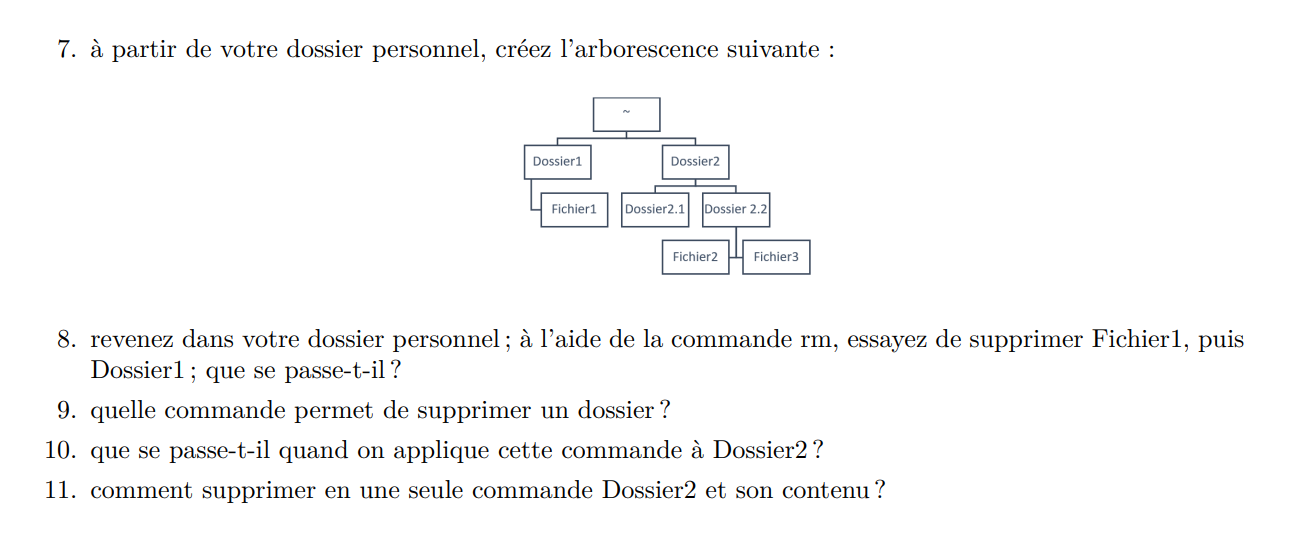 7. à partir de votre dossier personnel, créez l'arborescence suivante :
~
Dossier1 Dossier2
Fichier1 Dossier2.1 Dossier 2.2
Fichier2 Fichier3
8. revenez dans votre dossier personnel ; à l'aide de la commande rm, essayez de supprimer Fichier1, puis
Dossier1 ; que se passe-t-il ?
9. quelle commande permet de supprimer un dossier ?
10. que se passe-t-il quand on applique cette commande à Dossier2 ?
11. comment supprimer en une seule commande Dossier2 et son contenu ?